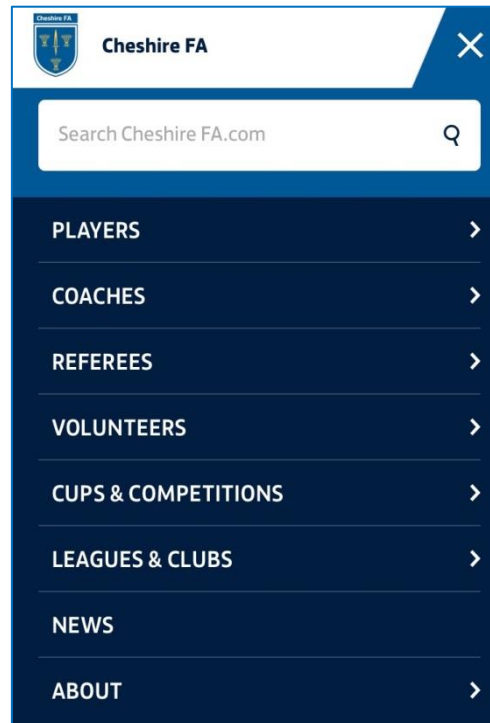 Cheshire FA
Cheshire FA
Search Cheshire FA.com
PLAYERS
COACHES
REFEREES
VOLUNTEERS
CUPS & COMPETITIONS
LEAGUES & CLUBS
NEWS
ABOUT